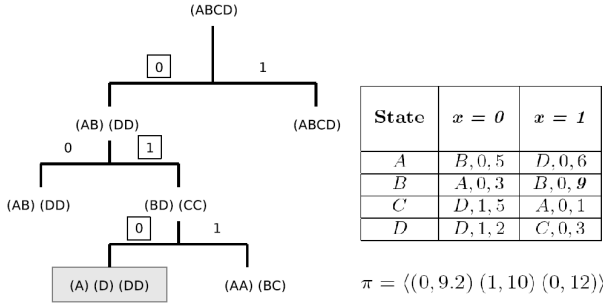 (ABCD)
0 1
(AB) (DD) (ABCD)
0 1
(AB) (DD) (BD) (CC)
0 1
(A) (D) (DD) (AA) (BC)
State x = 0 x = 1
A B, 0, 5 D, 0, 6
B A, 0, 3 B, 0, 9
C D, 1, 5 A, 0, 1
D D, 1, 2 C, 0, 3
π = ⟨(0, 9.2) (1, 10) (0, 12)⟩